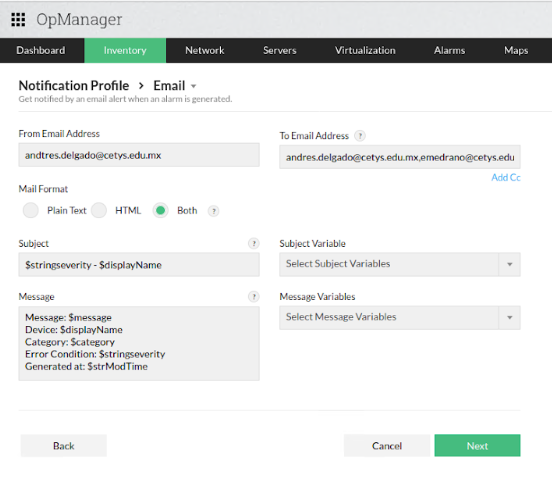 OpManager
Dashboard Inventory Network Servers Virtualization Alarms Maps
Notification Profile > Email
Get notified by an email alert when an alarm is generated.
From Email Address
andtres.delgado@cetys.edu.mx
To Email Address ?
andres.delgado@cetys.edu.mx,emedrano@cetys.edu
Add Cc
Mail Format
Plain Text HTML Both ?
Subject ?
$stringseverity - $displayName
Subject Variable
Select Subject Variables
Message ?
Message: $message
Device: $displayName
Category: $category
Error Condition: $stringseverity
Generated at: $strModTime
Message Variables
Select Message Variables
Back Cancel Next